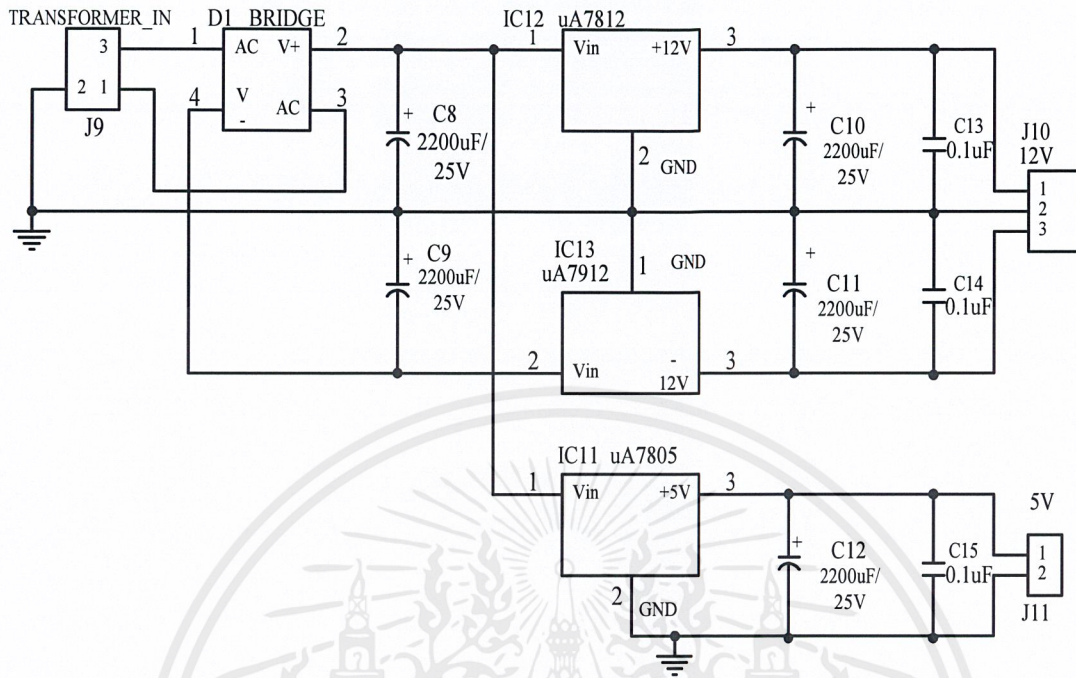 TRANSFORMER_IN
D1 BRIDGE
IC12 uA7812
3
2 1
J9
1
AC V+
V
-
AC
2
4
3
+
C8
2200uF/
25V
1
Vin +12V
3
2
GND
+
C10
2200uF/
25V
C13
0.1uF
J10
12V
1
2
3
+
C9
2200uF/
25V
IC13
uA7912
1
GND
2
Vin
-
12V
3
+
C11
2200uF/
25V
C14
0.1uF
IC11 uA7805
1
Vin +5V
3
2
GND
+
C12
2200uF/
25V
C15
0.1uF
5V
1
2
J11